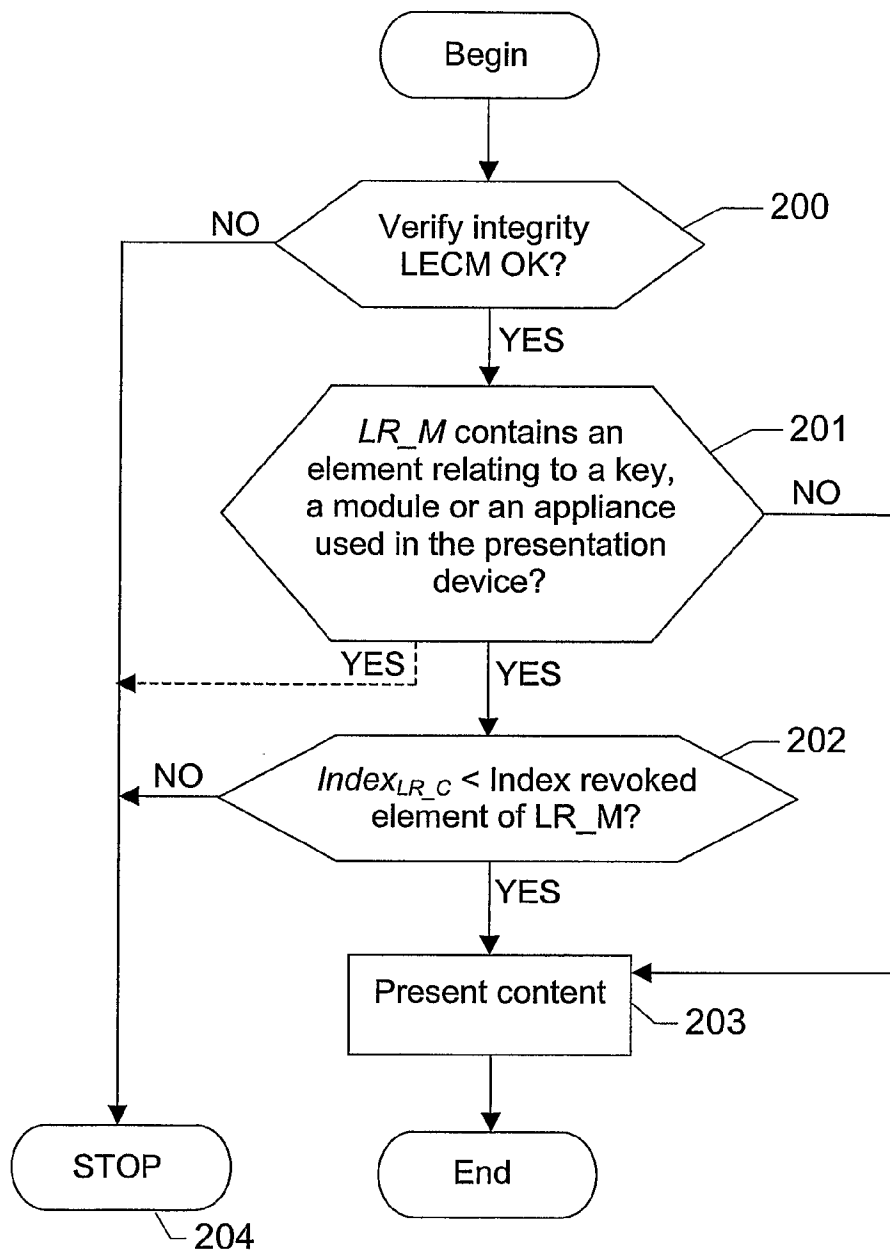 Begin
NO
Verify integrity
LECM OK?
200
YES
LR_M contains an
element relating to a key,
a module or an appliance
used in the presentation
device?
201
NO
YES
YES
NO
Index_LR_C < Index revoked
element of LR_M?
202
YES
Present content
203
STOP
End
204